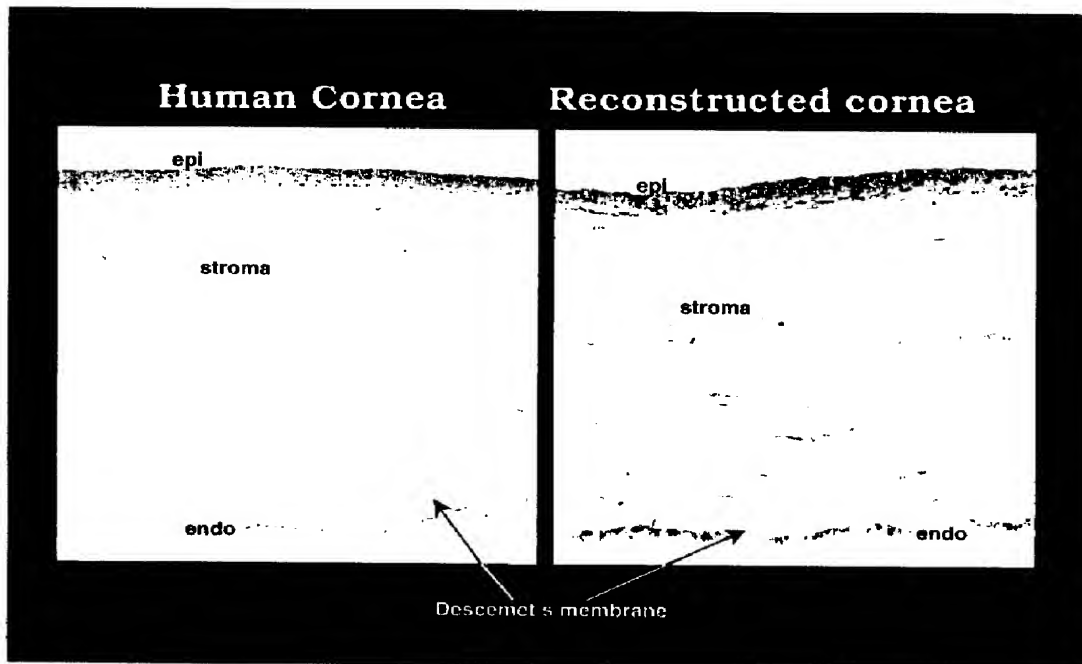 Human Cornea
Reconstructed cornea
epi
stroma
endo
epi
stroma
endo
Descemet s membrane